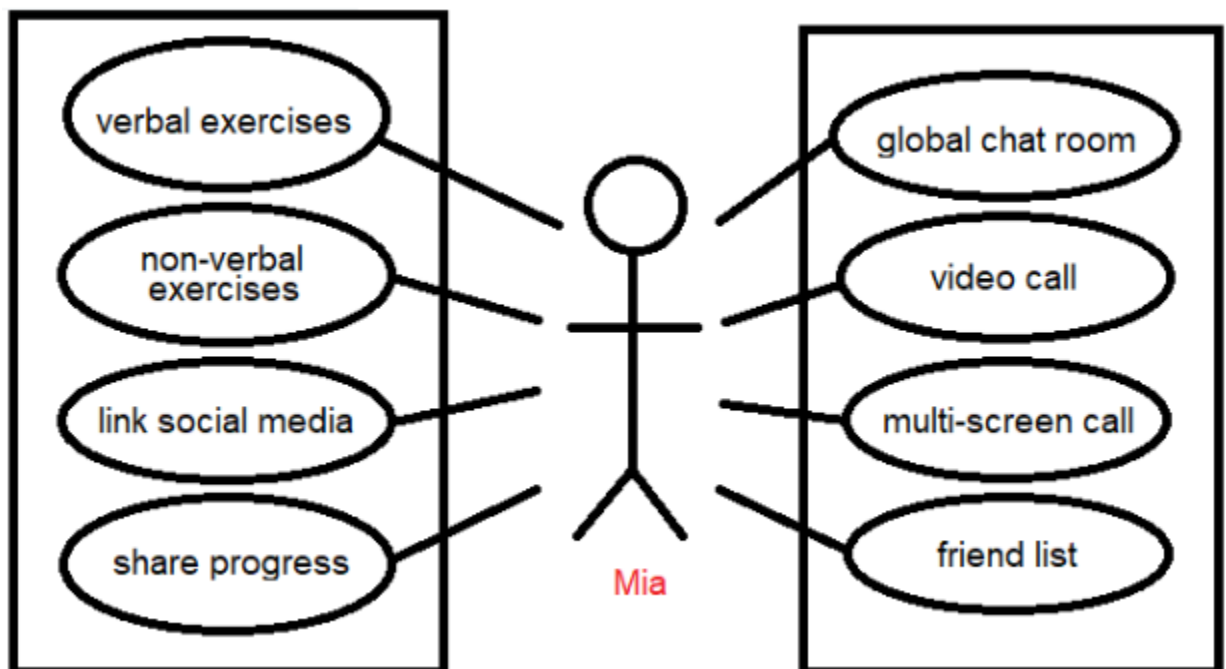 verbal exercises
non-verbal
exercises
link social media
share progress
Mia
global chat room
video call
multi-screen call
friend list